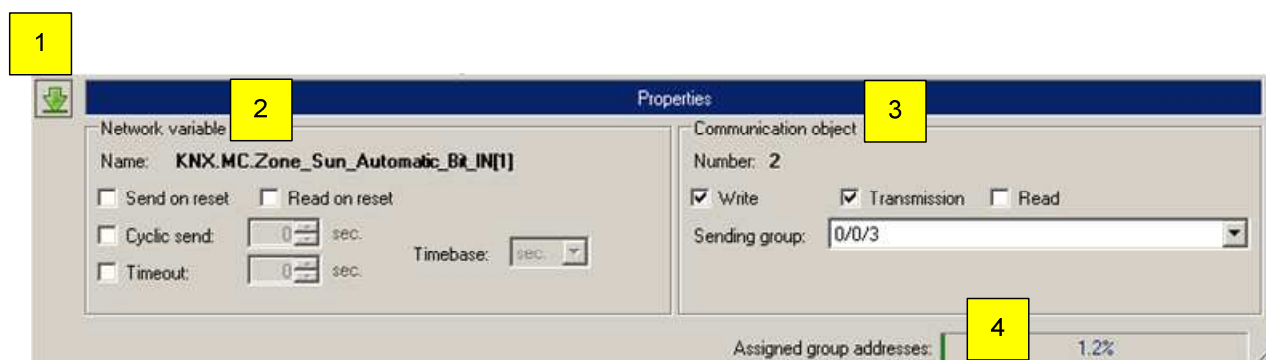 1
Properties
2
3
Network variable
Communication object
Name: KNX.MC.Zone_Sun_Automatic_Bit_IN[1]
Number: 2
Send on reset Read on reset
Write Transmission Read
Cyclic send: 0 sec.
Timebase: sec.
Sending group: 0/0/3
Timeout: 0 sec.
4
Assigned group addresses: 1.2%